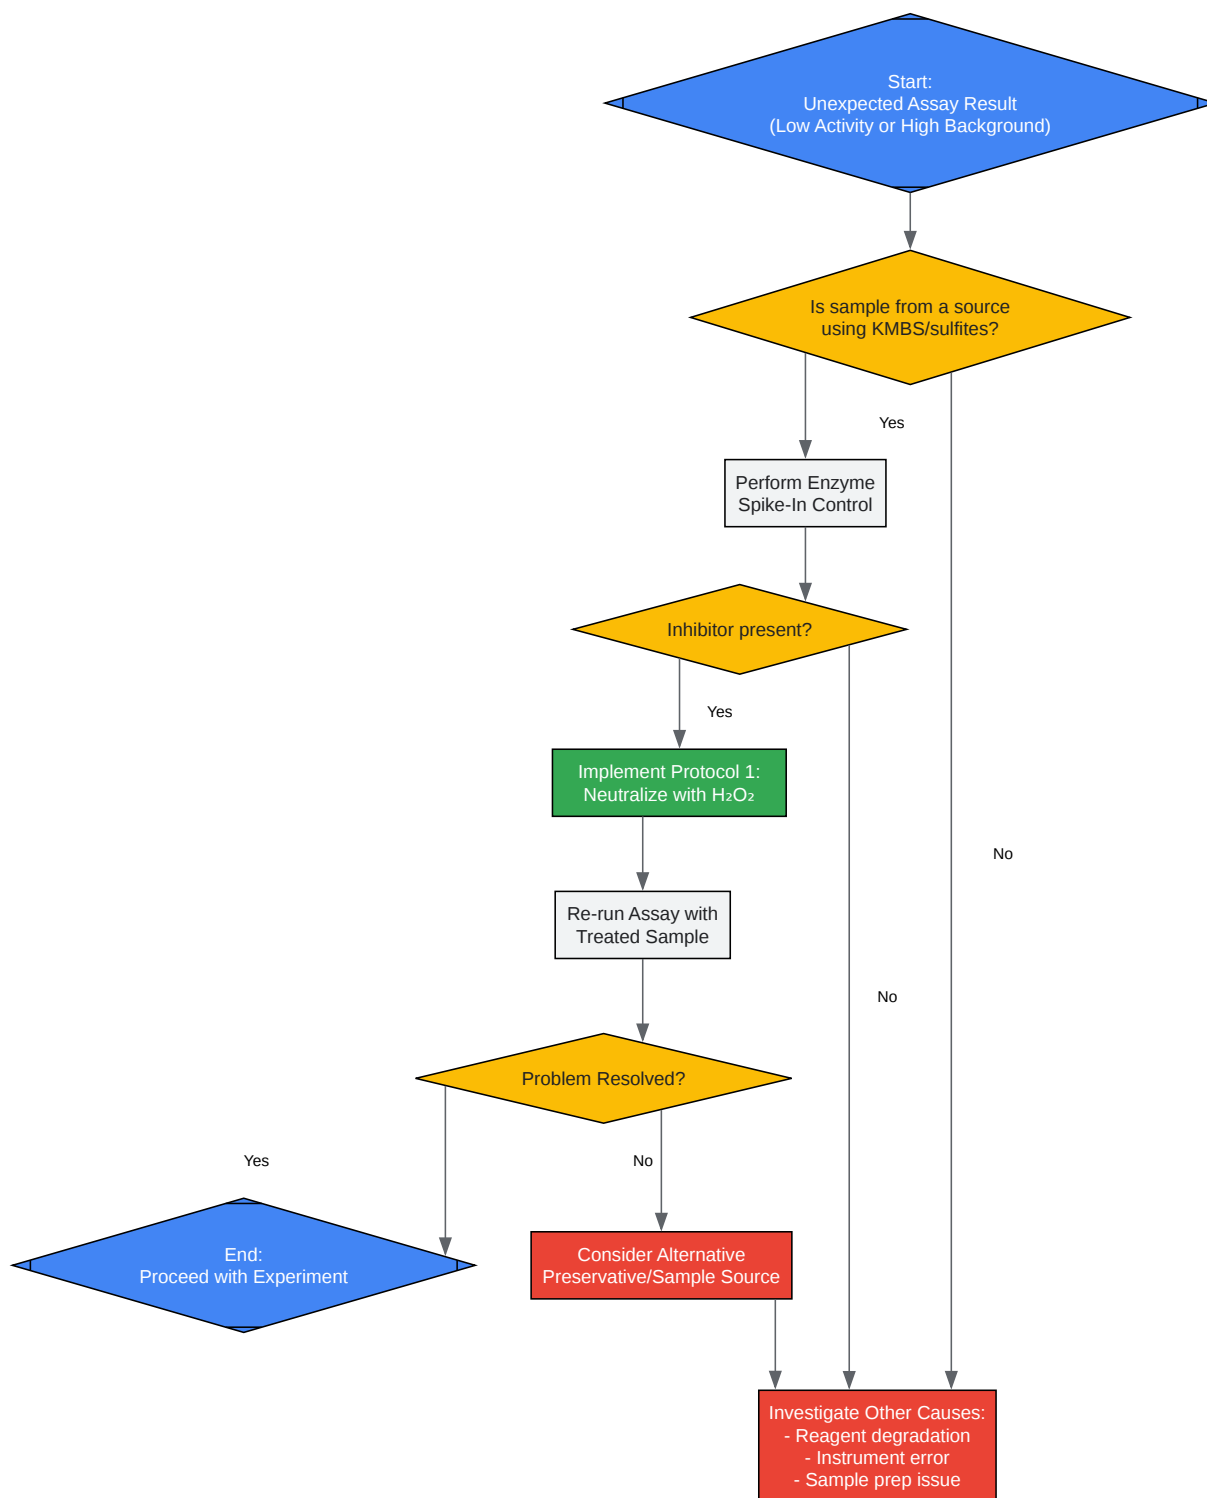 Start:
Unexpected Assay Result
(Low Activity or High Background)
Is sample from a source
using KMBS/sulfites?
Yes
Perform Enzyme
Spike-In Control
Inhibitor present?
Yes
Implement Protocol 1:
Neutralize with H₂O₂
No
Re-run Assay with
Treated Sample
No
Problem Resolved?
Yes
No
End:
Proceed with Experiment
Consider Alternative
Preservative/Sample Source
Investigate Other Causes:
- Reagent degradation
- Instrument error
- Sample prep issue